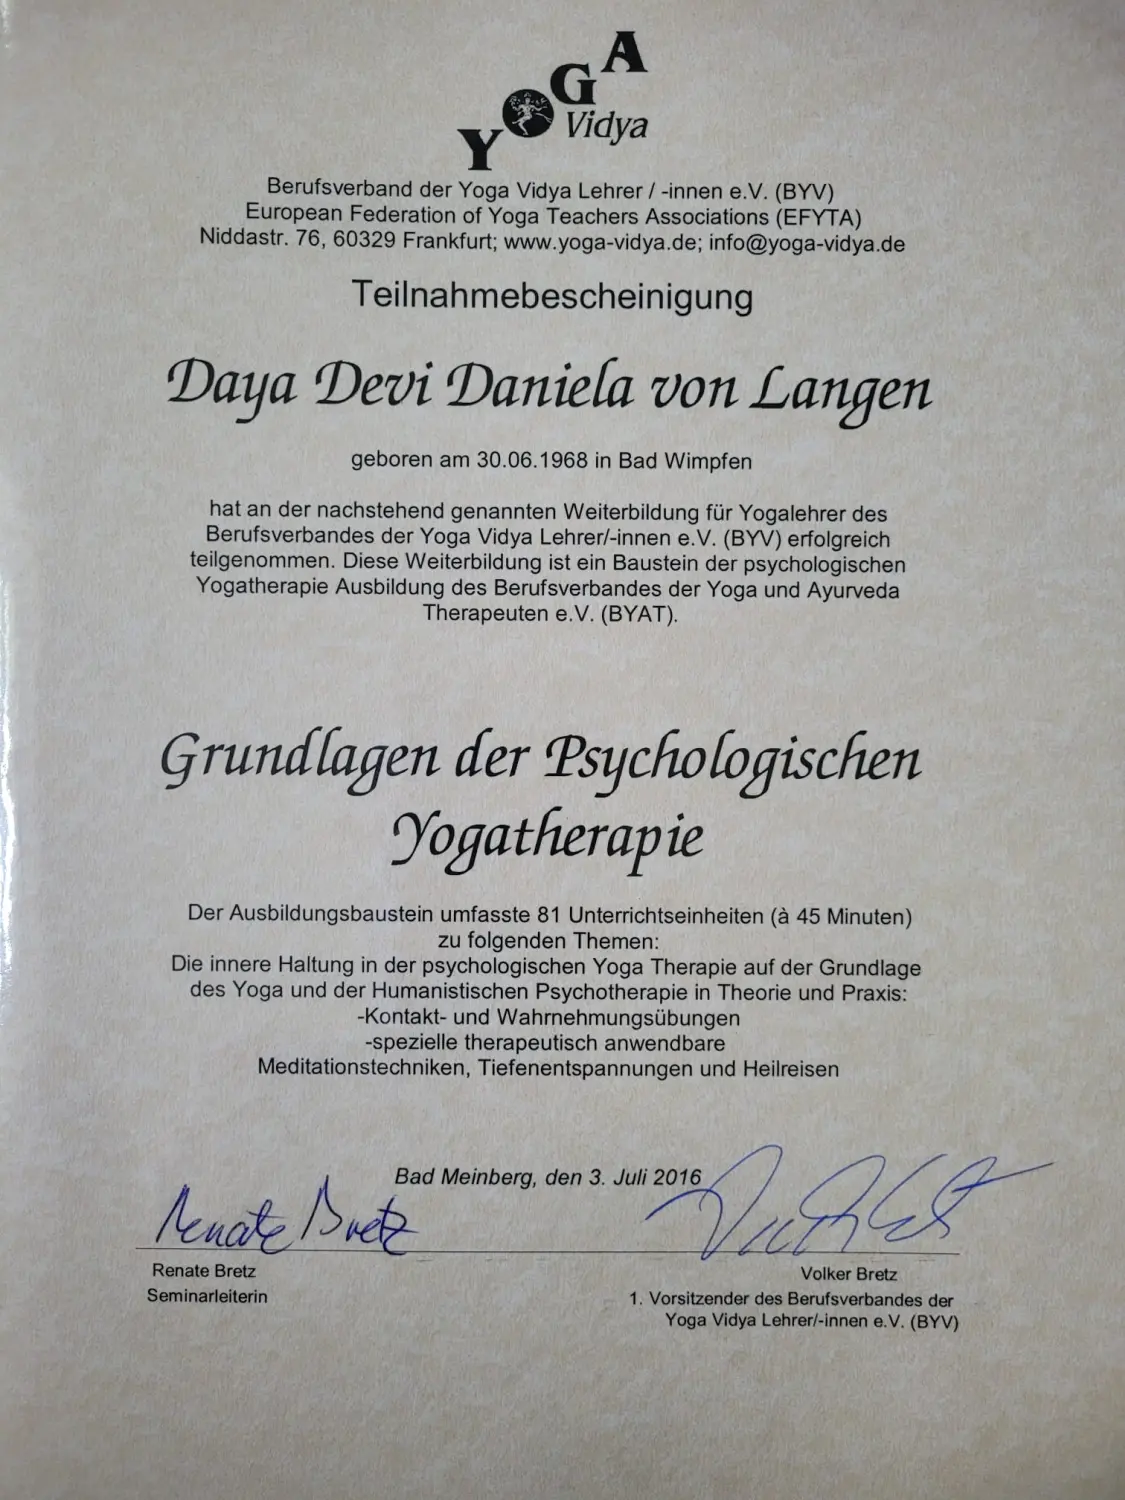 YOGA
Vidya
Berufsverband der Yoga Vidya Lehrer / -innen e.V. (BYV)
European Federation of Yoga Teachers Associations (EFYTA)
Niddastr. 76, 60329 Frankfurt; www.yoga-vidya.de; info@yoga-vidya.de
Teilnahmebescheinigung
Daya Devi Daniela von Langen
geboren am 30.06.1968 in Bad Wimpfen
hat an der nachstehend genannten Weiterbildung für Yogalehrer des
Berufsverbandes der Yoga Vidya Lehrer/-innen e.V. (BYV) erfolgreich
teilgenommen. Diese Weiterbildung ist ein Baustein der psychologischen
Yogatherapie Ausbildung des Berufsverbandes der Yoga und Ayurveda
Therapeuten e.V. (BYAT).
Grundlagen der Psychologischen
Yogatherapie
Der Ausbildungsbaustein umfasste 81 Unterrichtseinheiten (à 45 Minuten)
zu folgenden Themen:
Die innere Haltung in der psychologischen Yoga Therapie auf der Grundlage
des Yoga und der Humanistischen Psychotherapie in Theorie und Praxis:
-Kontakt- und Wahrnehmungsübungen
-spezielle therapeutisch anwendbare
Meditationstechniken, Tiefenentspannungen und Heilreisen
Bad Meinberg, den 3. Juli 2016
Renate Bretz
Renate Bretz
Seminarleiterin
Volker Bretz
1. Vorsitzender des Berufsverbandes der
Yoga Vidya Lehrer/-innen e.V. (BYV)